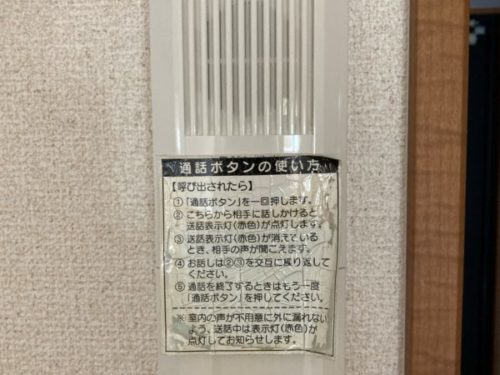 通話ボタンの使い方
【呼び出されたら】
①「通話ボタン」を一回押します。
② こちらから相手に話しかけると
送話表示灯(赤色)が点灯します。
③ 送話表示灯(赤色)が消えている
とき、相手の声が聞こえます。
④ お話しは②③を交互に繰り返して
ください。
⑤ 通話を終了するときはもう一度
「通話ボタン」を押してください。
※ 室内の声が不用意に外に漏れない
よう、送話中は表示灯(赤色)が
点灯してお知らせします。